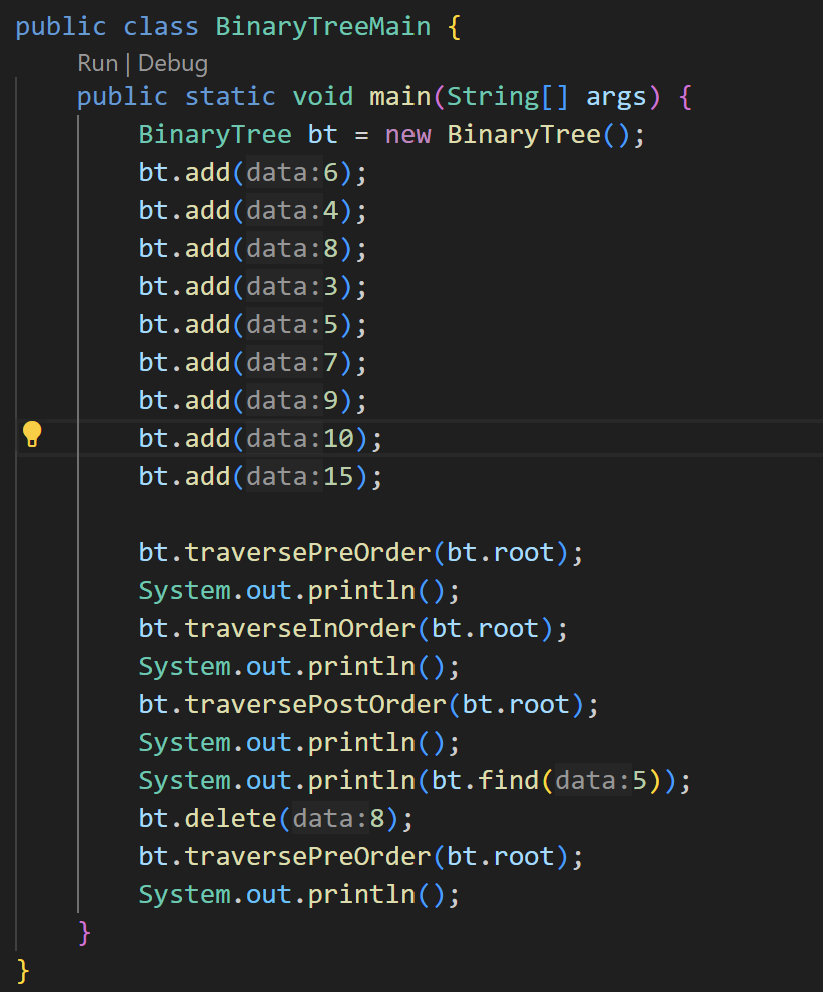 public class BinaryTreeMain {
Run | Debug
public static void main(String[] args) {
BinaryTree bt = new BinaryTree();
bt.add(data:6);
bt.add(data:4);
bt.add(data:8);
bt.add(data:3);
bt.add(data:5);
bt.add(data:7);
bt.add(data:9);
bt.add(data:10);
bt.add(data:15);
bt.traversePreOrder(bt.root);
System.out.println();
bt.traverseInOrder(bt.root);
System.out.println();
bt.traversePostOrder(bt.root);
System.out.println();
System.out.println(bt.find(data:5));
bt.delete(data:8);
bt.traversePreOrder(bt.root);
System.out.println();
}
}